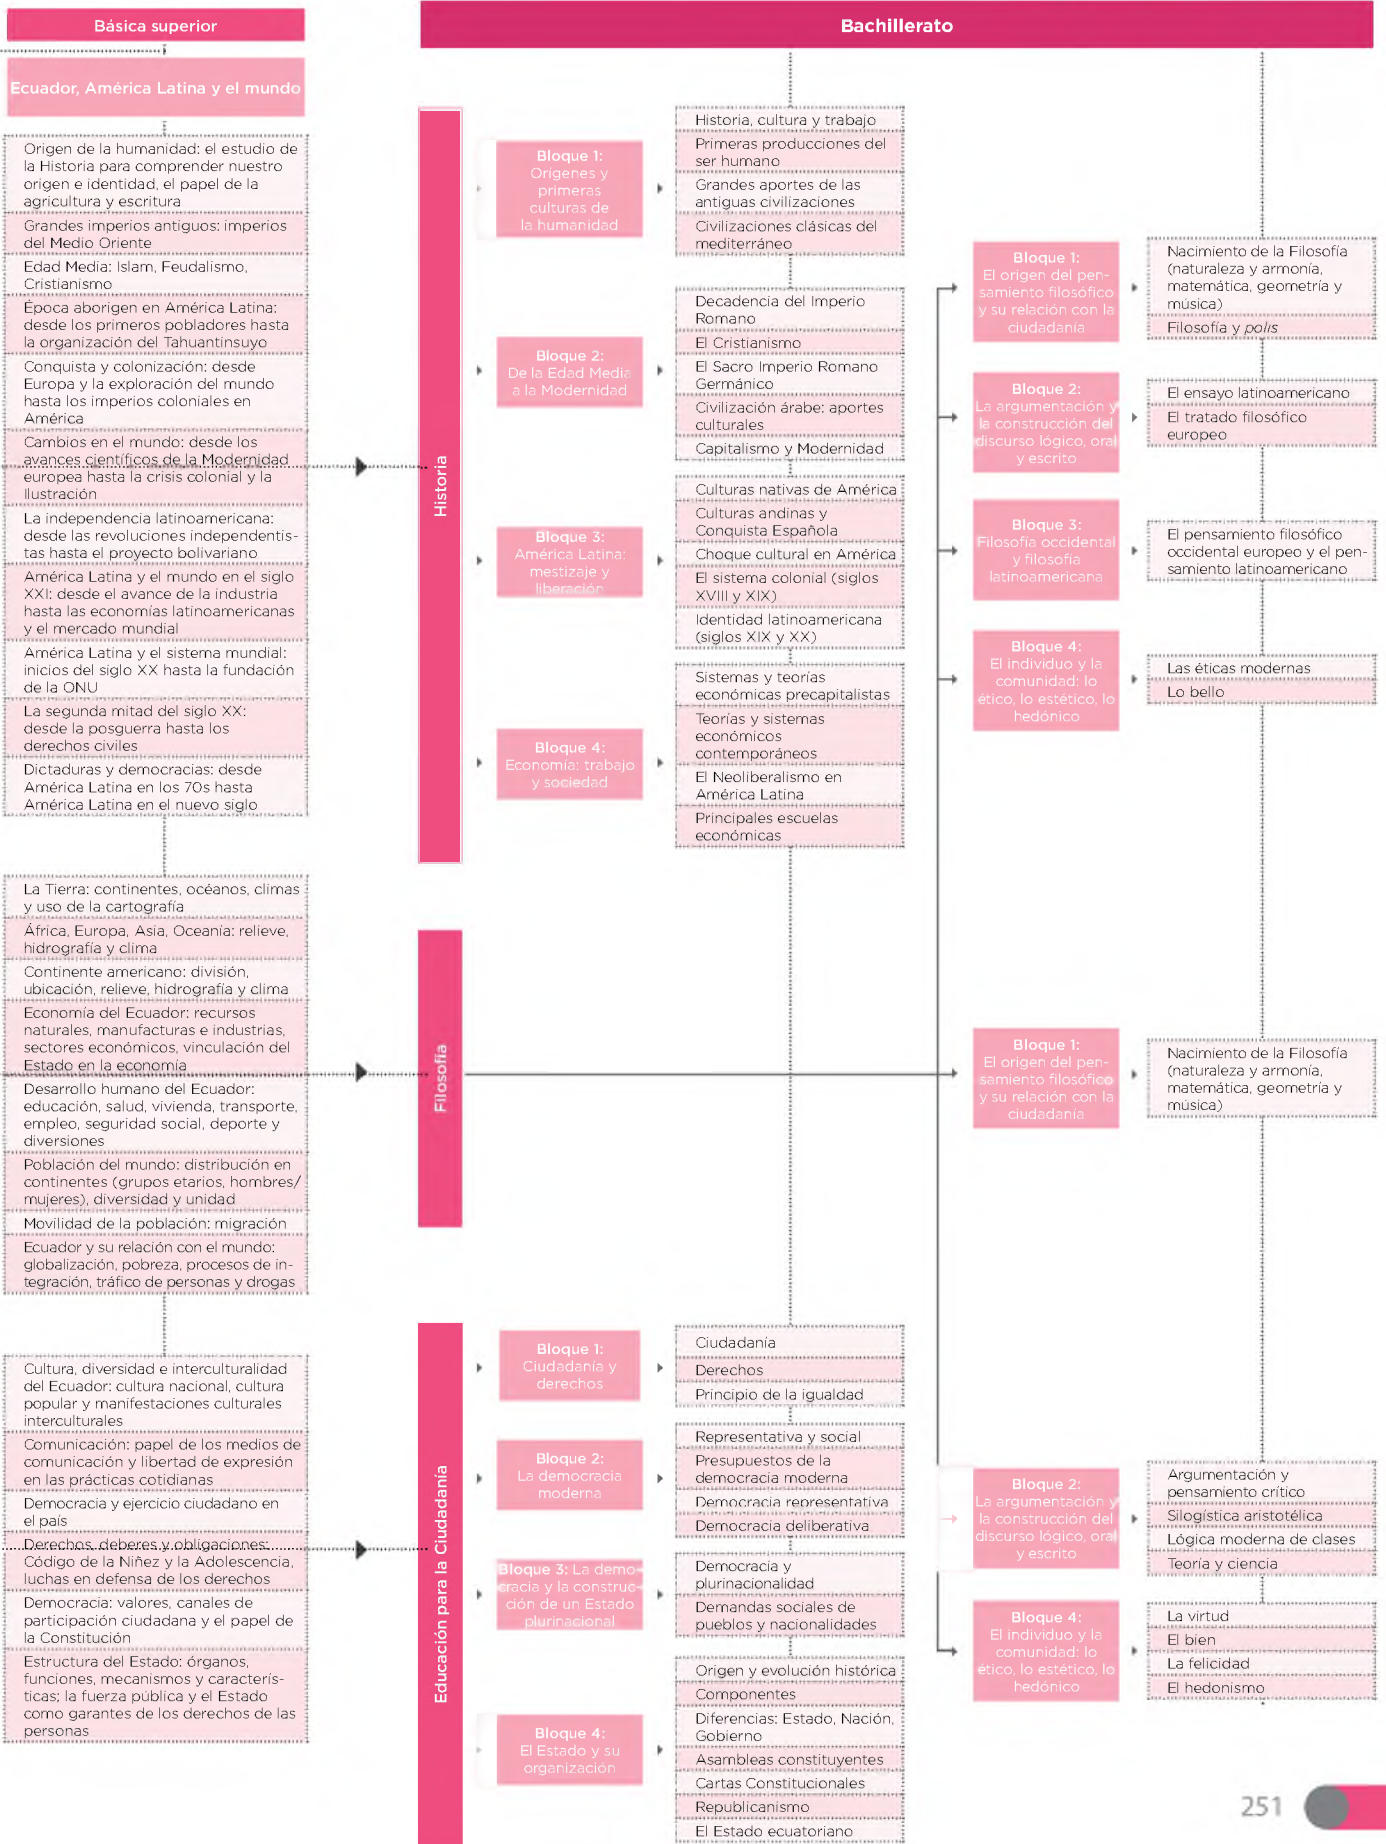 Básica superior
Ecuador, América Latina y el mundo
Origen de la humanidad: el estudio de
la Historia para comprender nuestro
origen e identidad, el papel de la
agricultura y escritura
Grandes imperios antiguos: imperios
del Medio Oriente
Edad Media: Islam, Feudalismo,
Cristianismo
Época aborigen en América Latina:
desde los primeros pobladores hasta
la organización del Tahuantinsuyo
Conquista y colonización: desde
Europa y la exploración del mundo
hasta los imperios coloniales en
América
Cambios en el mundo: desde los
avances científicos de la Modernidad
europea hasta la crisis colonial y la
Ilustración
La independencia latinoamericana:
desde las revoluciones independentis-
tas hasta el proyecto bolivariano
América Latina y el mundo en el siglo
XXI: desde el avance de la industria
hasta las economías latinoamericanas
y el mercado mundial
América Latina y el sistema mundial:
inicios del siglo XX hasta la fundación
de la ONU
La segunda mitad del siglo XX:
desde la posguerra hasta los
derechos civiles
Dictaduras y democracias: desde
América Latina en los 70s hasta
América Latina en el nuevo siglo
La Tierra: continentes, océanos, climas
y uso de la cartografía
África, Europa, Asia, Oceanía: relieve,
hidrografía y clima
Continente americano: división,
ubicación, relieve, hidrografía y clima
Economía del Ecuador: recursos
naturales, manufacturas e industrias,
sectores económicos, vinculación del
Estado en la economía
Desarrollo humano del Ecuador:
educación, salud, vivienda, transporte,
empleo, seguridad social, deporte y
diversiones
Población del mundo: distribución en
continentes (grupos etarios, hombres/
mujeres), diversidad y unidad
Movilidad de la población: migración
Ecuador y su relación con el mundo:
globalización, pobreza, procesos de in-
tegración, tráfico de personas y drogas
Cultura, diversidad e interculturalidad
del Ecuador: cultura nacional, cultura
popular y manifestaciones culturales
interculturales
Comunicación: papel de los medios de
comunicación y libertad de expresión
en las prácticas cotidianas
Democracia y ejercicio ciudadano en
el país
Derechos, deberes y obligaciones:
Código de la Niñez y la Adolescencia,
luchas en defensa de los derechos
Democracia: valores, canales de
participación ciudadana y el papel de
la Constitución
Estructura del Estado: órganos,
funciones, mecanismos y caracterís-
ticas; la fuerza pública y el Estado
como garantes de los derechos de las
personas
Bachillerato
Historia
Bloque 1:
Orígenes y
primeras
culturas de
la humanidad
Historia, cultura y trabajo
Primeras producciones del
ser humano
Grandes aportes de las
antiguas civilizaciones
Civilizaciones clásicas del
mediterráneo
Bloque 2:
De la Edad Media
a la Modernidad
Decadencia del Imperio
Romano
El Cristianismo
El Sacro Imperio Romano
Germánico
Civilización árabe: aportes
culturales
Capitalismo y Modernidad
Bloque 3:
América Latina:
mestizaje y
liberación
Culturas nativas de América
Culturas andinas y
Conquista Española
Choque cultural en América
El sistema colonial (siglos
XVIII y XIX)
Identidad latinoamericana
(siglos XIX y XX)
Bloque 4:
Economía: trabajo
y sociedad
Sistemas y teorías
económicas precapitalistas
Teorías y sistemas
económicos
contemporáneos
El Neoliberalismo en
América Latina
Principales escuelas
económicas
Filosofía
Bloque 1:
El origen del pen-
samiento filosófico
y su relación con la
ciudadanía
Nacimiento de la Filosofía
(naturaleza y armonía,
matemática, geometría y
música)
Filosofía y polis
Bloque 2:
La argumentación y
la construcción del
discurso lógico, oral
y escrito
El ensayo latinoamericano
El tratado filosófico
europeo
Bloque 3:
Filosofía occidental
y filosofía
latinoamericana
El pensamiento filosófico
occidental europeo y el pen-
samiento latinoamericano
Bloque 4:
El individuo y la
comunidad: lo
ético, lo estético, lo
hedónico
Las éticas modernas
Lo bello
Bloque 1:
El origen del pen-
samiento filosófico
y su relación con la
ciudadanía
Nacimiento de la Filosofía
(naturaleza y armonía,
matemática, geometría y
música)
Bloque 2:
La argumentación y
la construcción del
discurso lógico, oral
y escrito
Argumentación y
pensamiento crítico
Silogística aristotélica
Lógica moderna de clases
Teoría y ciencia
Bloque 4:
El individuo y la
comunidad: lo
ético, lo estético, lo
hedónico
La virtud
El bien
La felicidad
El hedonismo
Educación para la Ciudadanía
Bloque 1:
Ciudadanía y
derechos
Ciudadanía
Derechos
Principio de la igualdad
Bloque 2:
La democracia
moderna
Representativa y social
Presupuestos de la
democracia moderna
Democracia representativa
Democracia deliberativa
Bloque 3: La demo-
cracia y la construc-
ción de un Estado
plurinacional
Democracia y
plurinacionalidad
Demandas sociales de
pueblos y nacionalidades
Bloque 4:
El Estado y su
organización
Origen y evolución histórica
Componentes
Diferencias: Estado, Nación,
Gobierno
Asambleas constituyentes
Cartas Constitucionales
Republicanismo
El Estado ecuatoriano
251